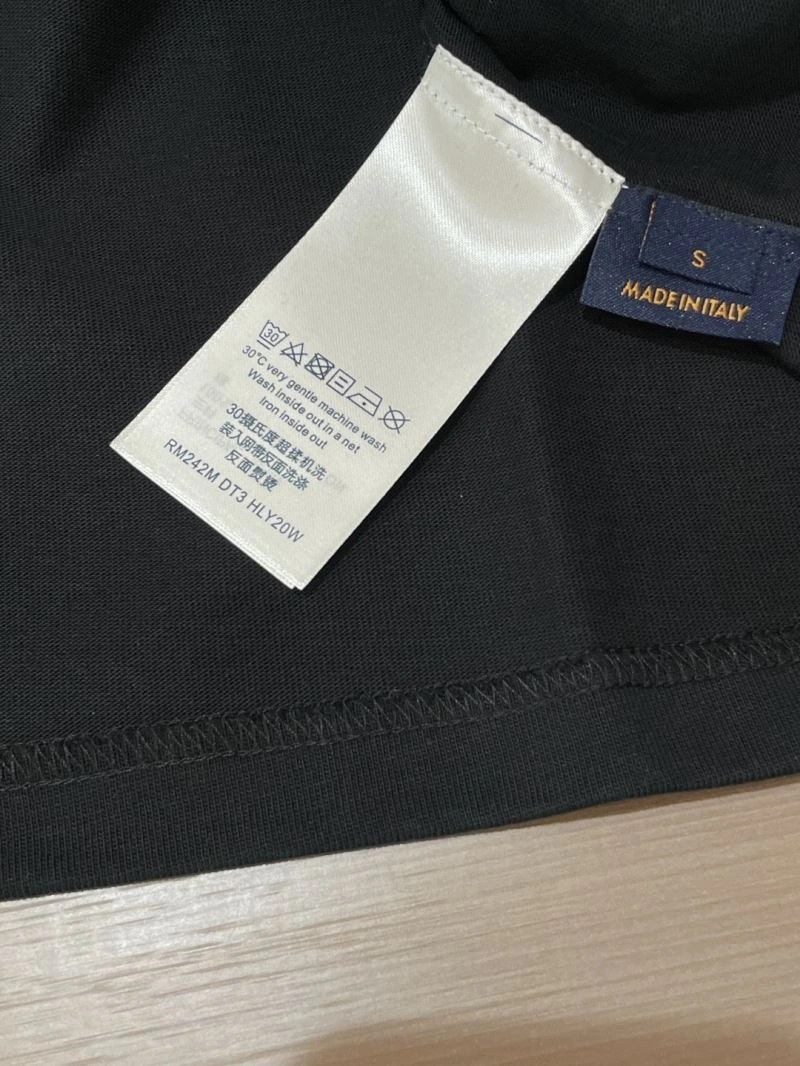 S
MADE IN ITALY
30
30°C very gentle machine wash
Wash inside out in a net
Iron inside out
30摄氏度超揉机洗
装入网带反面洗涤
反面熨烫
RM242M DT3 HLY20W